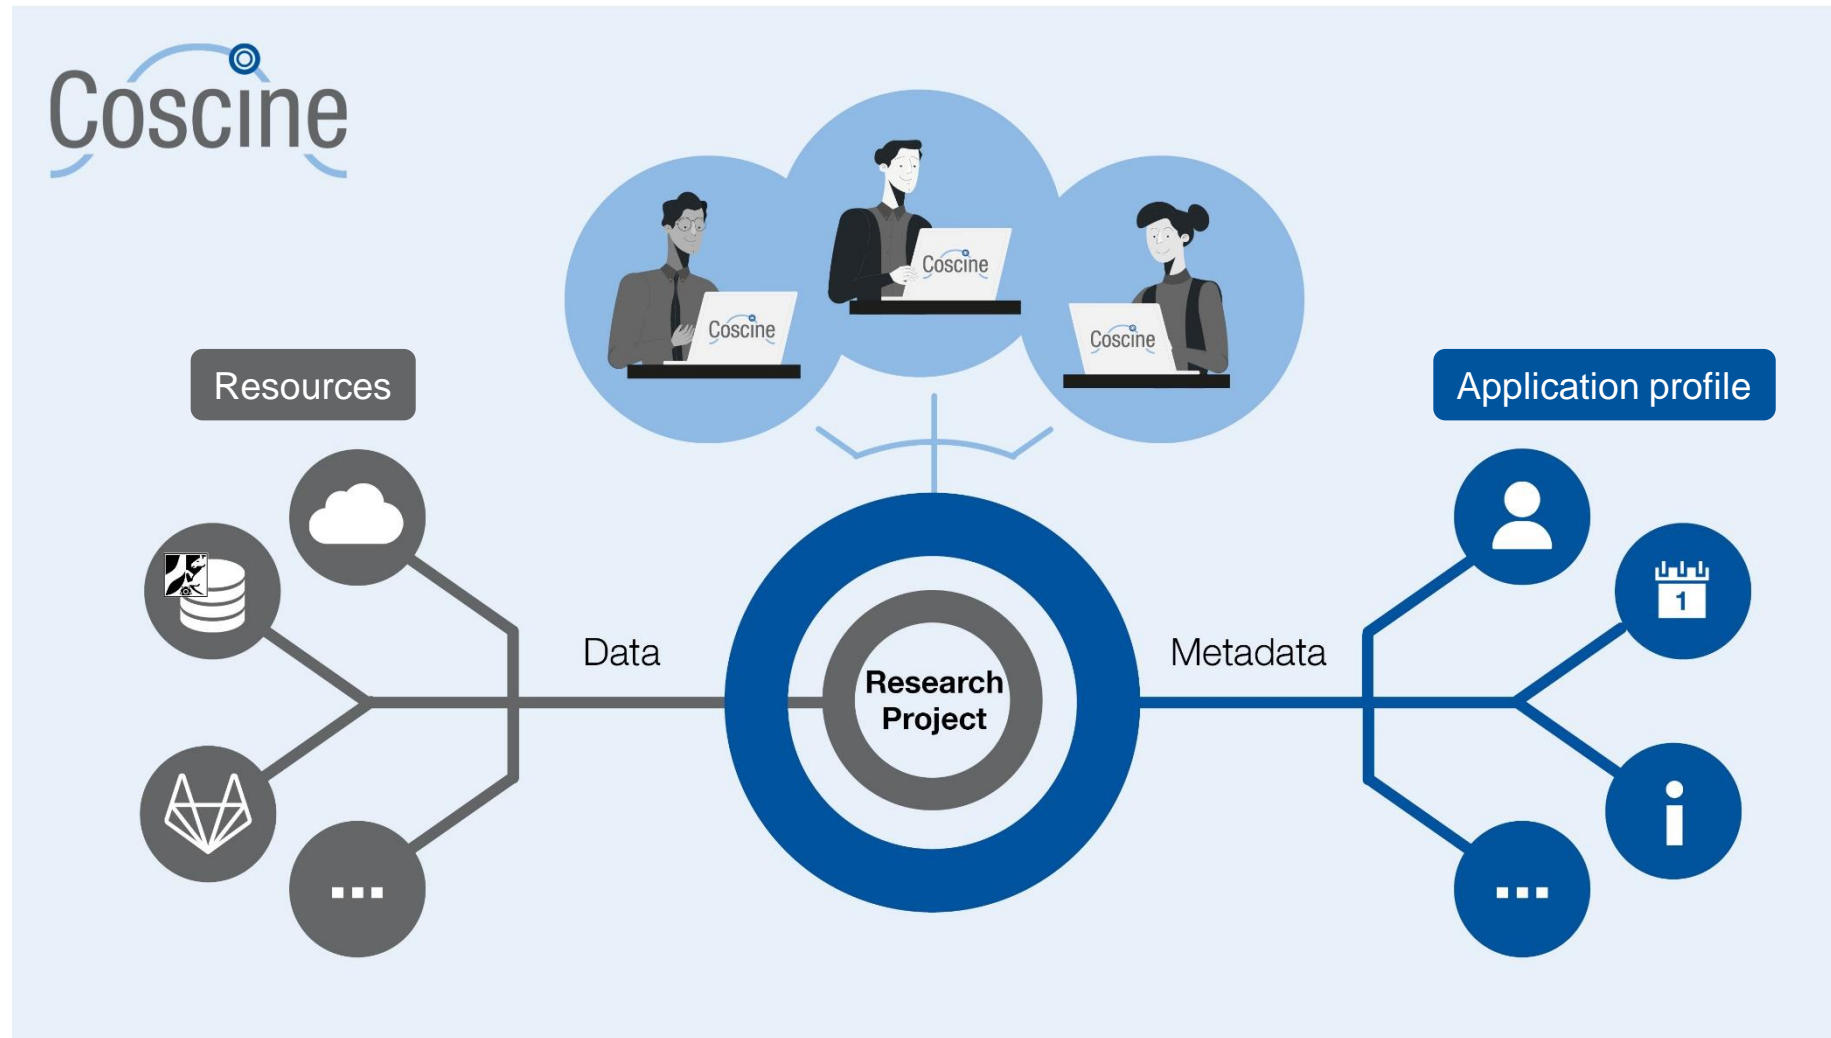 Coscine
Coscine
Coscine
Coscine
Resources
Application profile
1
Data
Metadata
Research
Project
...
...